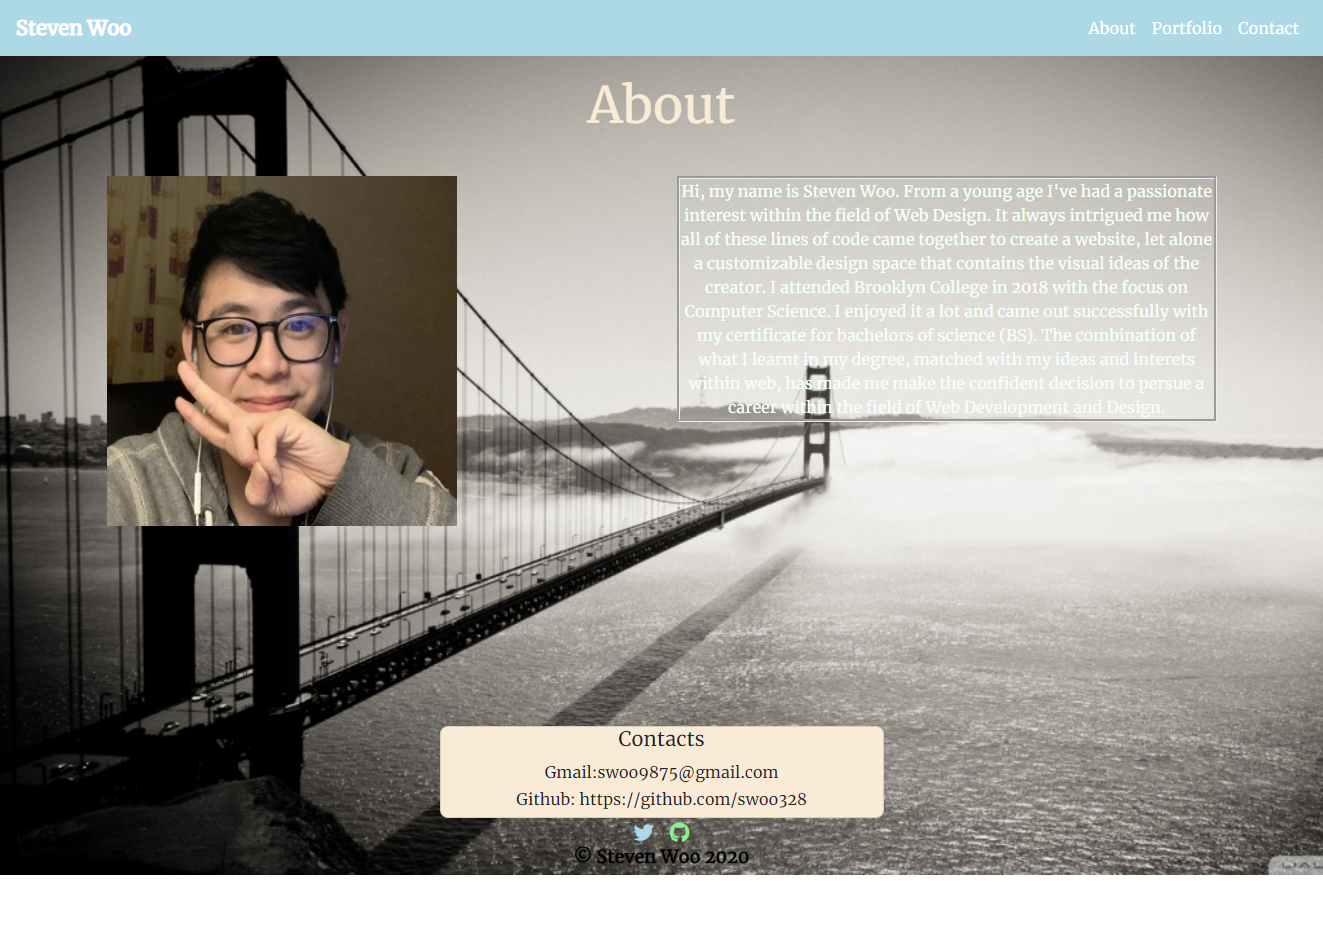 Steven Woo
About Portfolio Contact
About
Hi, my name is Steven Woo. From a young age I've had a passionate
interest within the field of Web Design. It always intrigued me how
all of these lines of code came together to create a website, let alone
a customizable design space that contains the visual ideas of the
creator. I attended Brooklyn College in 2018 with the focus on
Computer Science. I enjoyed it a lot and came out successfully with
my certificate for bachelors of science (BS). The combination of
what I learnt in my degree, matched with my ideas and interets
within web, has made me make the confident decision to persue a
career within the field of Web Development and Design.
Contacts
Gmail:swoo9875@gmail.com
Github: https://github.com/swoo328
© Steven Woo 2020